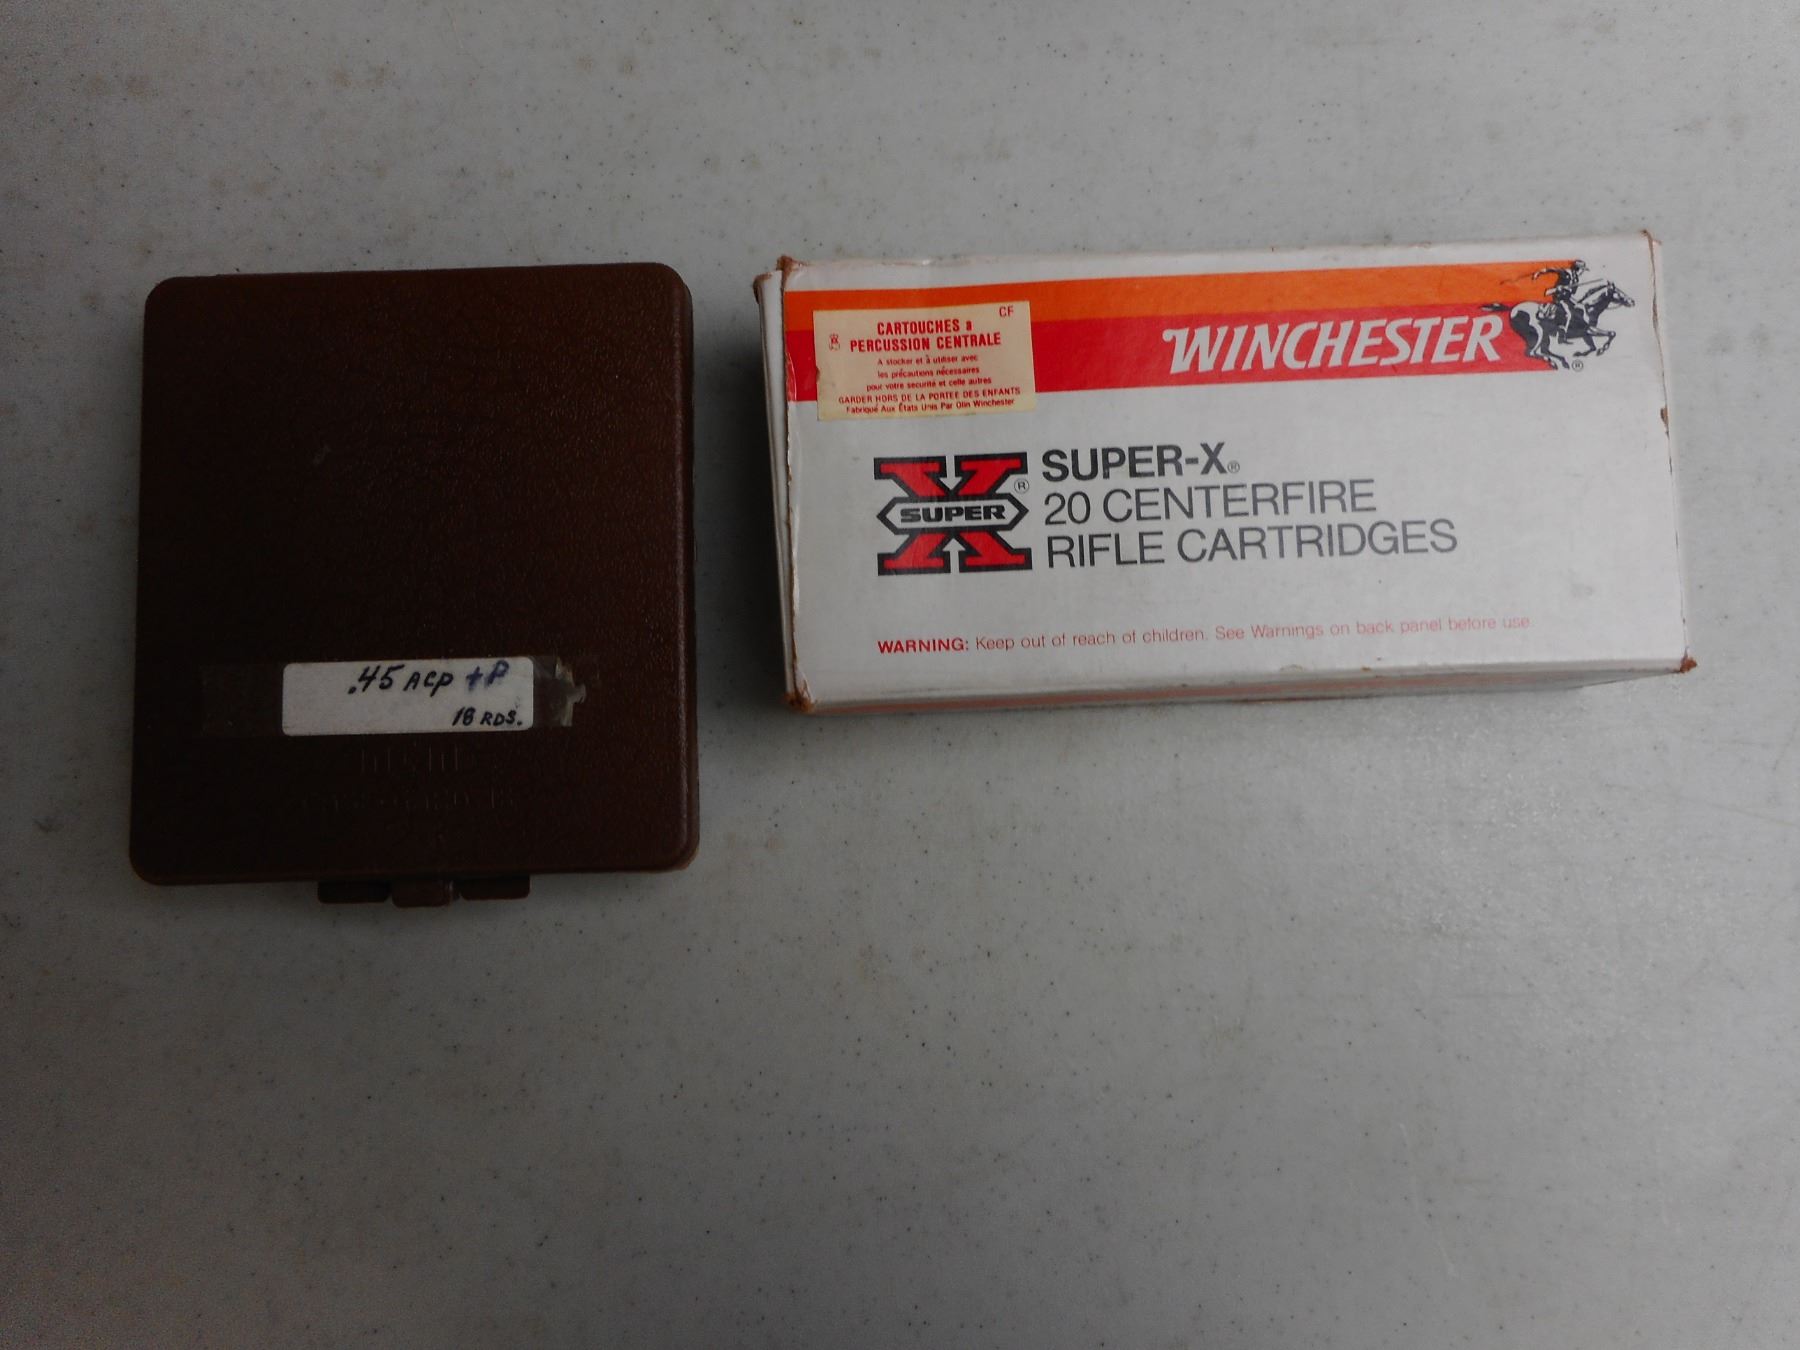 .45 ACP +P
18 RDS.
CF
CARTOUCHES à
PERCUSSION CENTRALE
A stocker et à utiliser avec
les précautions nécessaires
pour votre securité et celle autres
GARDER HORS DE LA PORTEE DES ENFANTS
Fabriqué Aux États Unis Par Olin Winchester
WINCHESTER®
X SUPER ®
SUPER-X®
20 CENTERFIRE
RIFLE CARTRIDGES
WARNING: Keep out of reach of children. See Warnings on back panel before use.